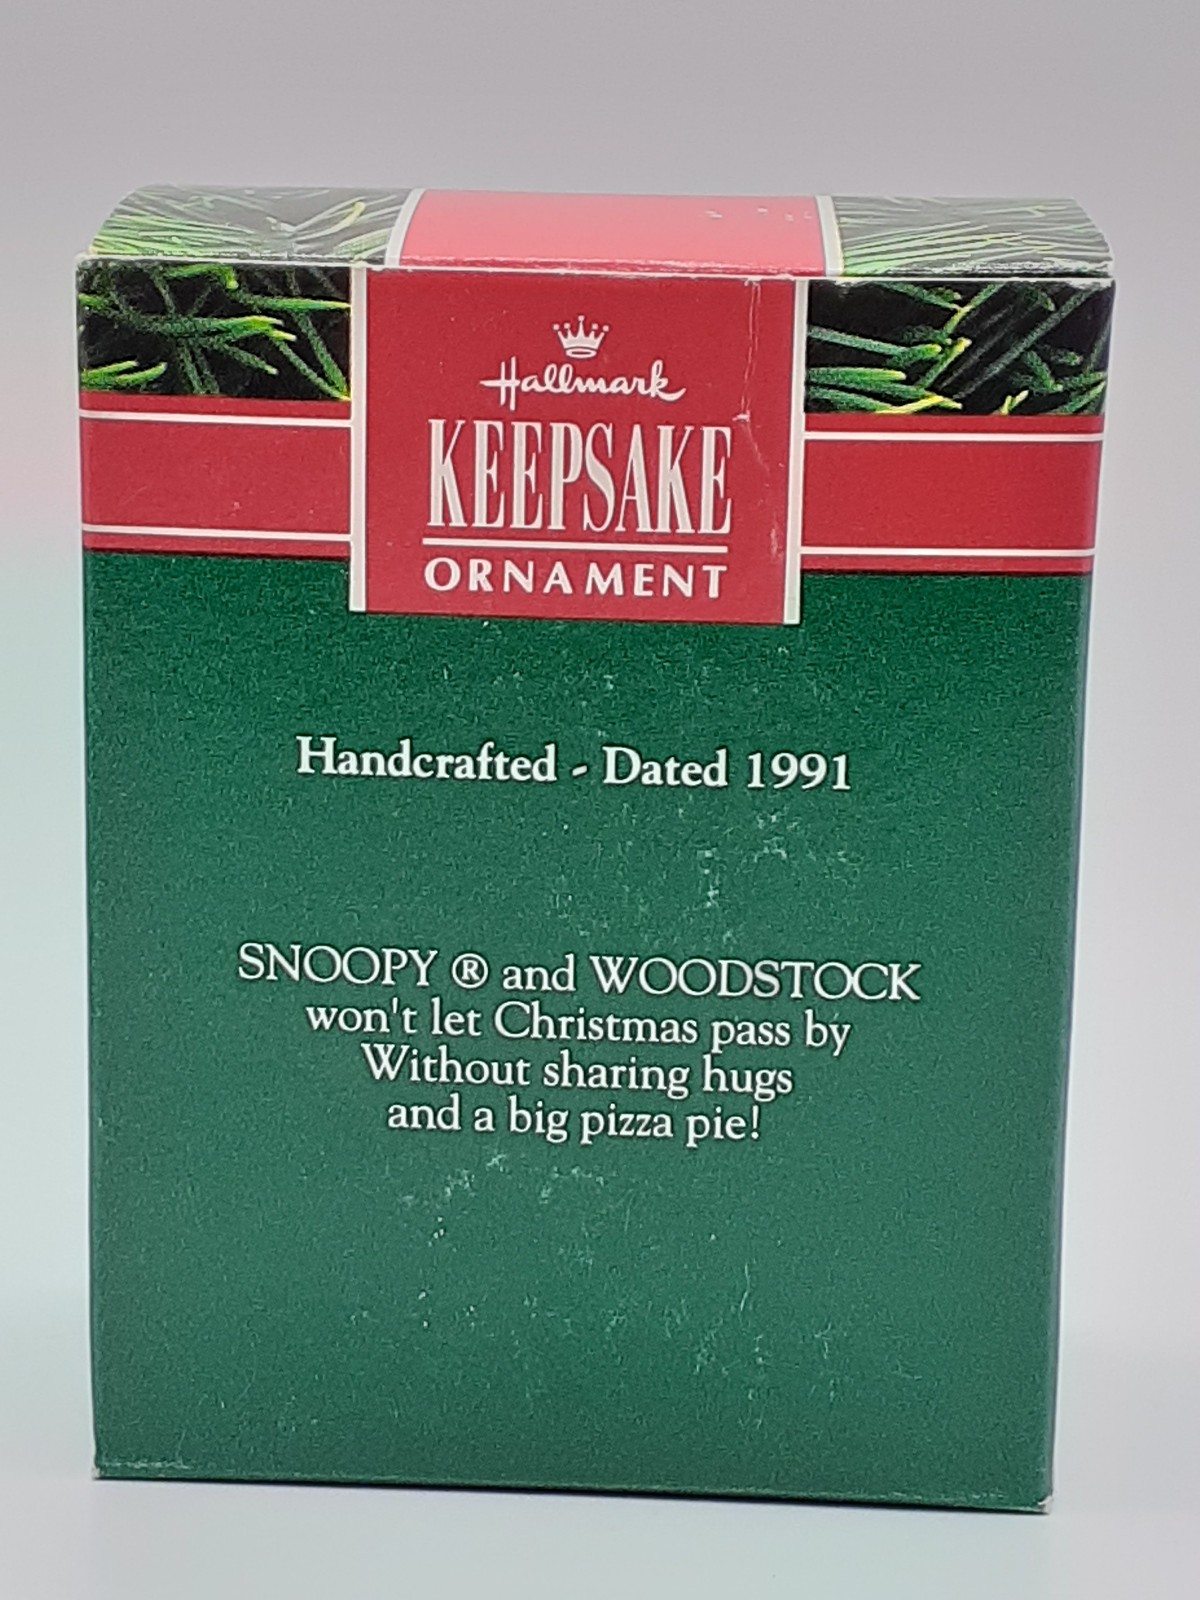 Hallmark
KEEPSAKE
ORNAMENT
Handcrafted - Dated 1991
SNOOPY ® and WOODSTOCK
won't let Christmas pass by
Without sharing hugs
and a big pizza pie!